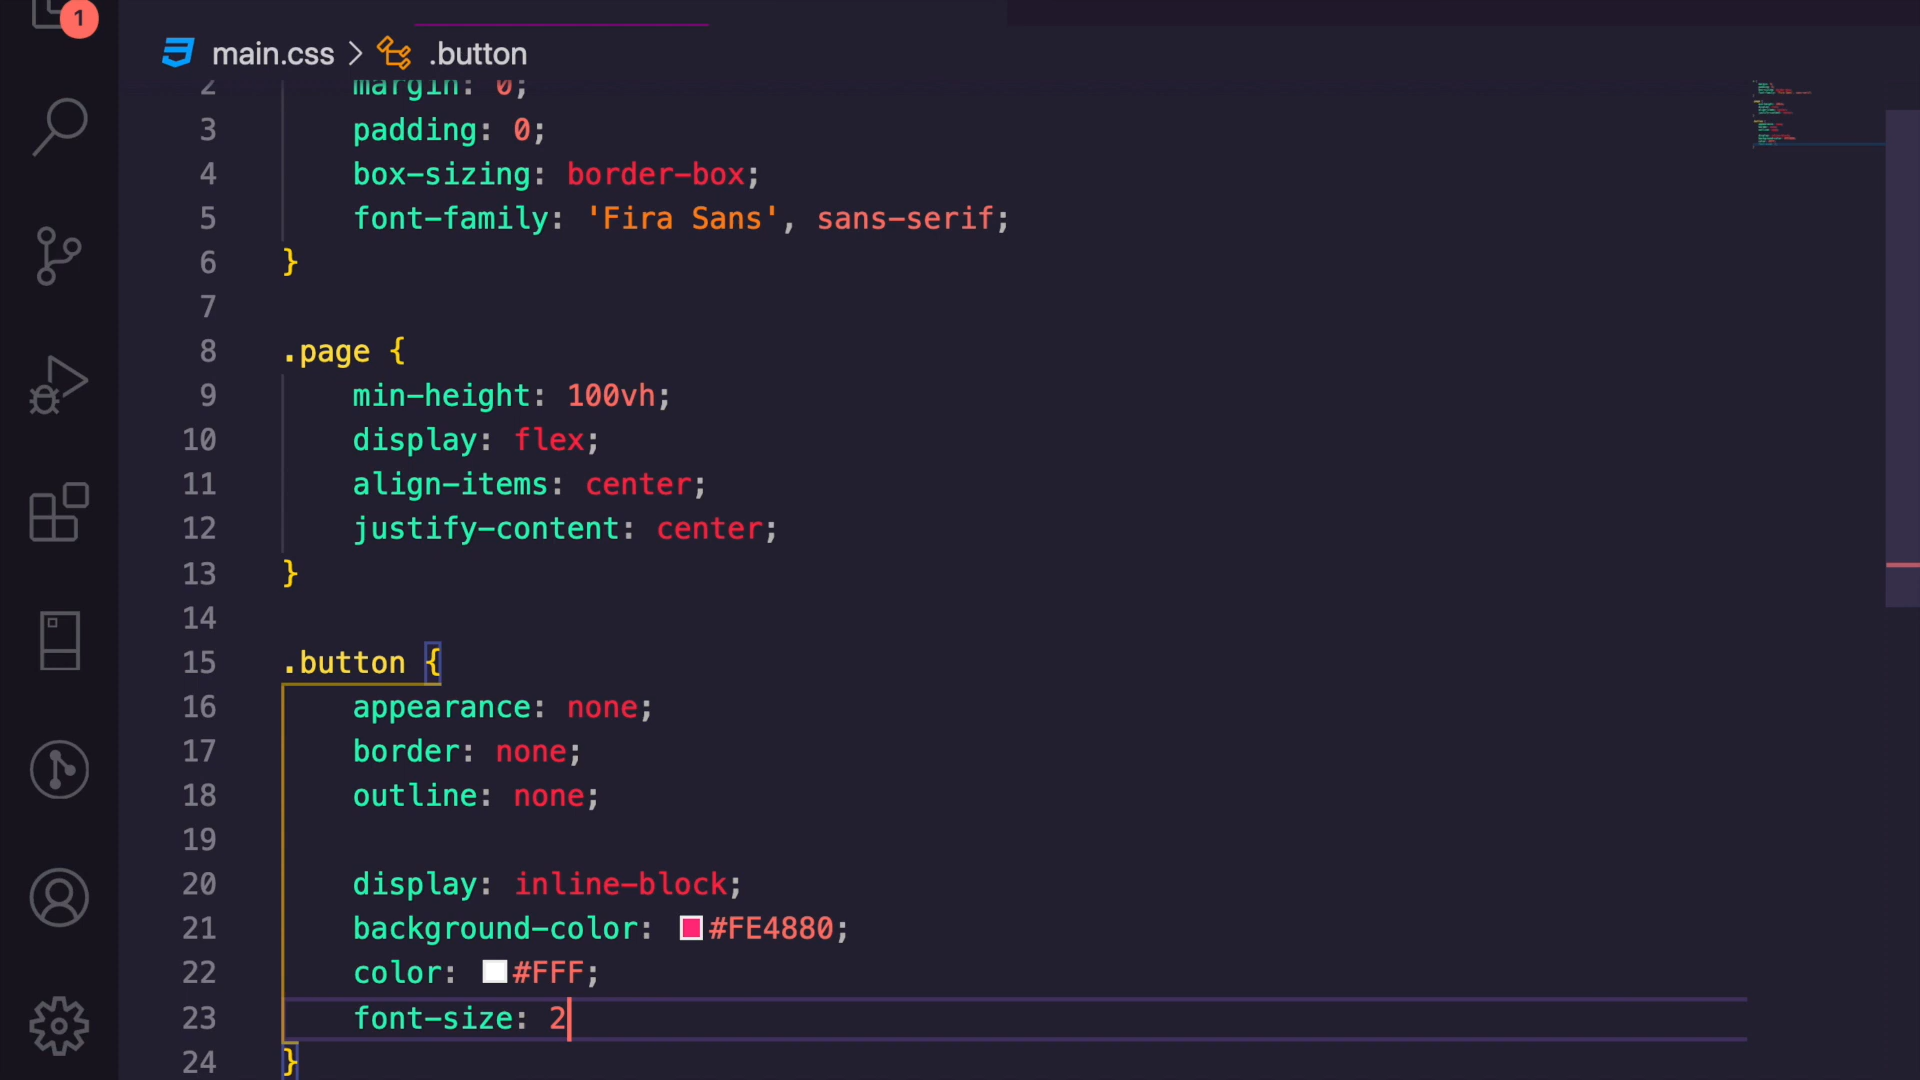 1
main.css > .button
2 margin: 0;
3 padding: 0;
4 box-sizing: border-box;
5 font-family: 'Fira Sans', sans-serif;
6 }
7
8 .page {
9 min-height: 100vh;
10 display: flex;
11 align-items: center;
12 justify-content: center;
13 }
14
15 .button {
16 appearance: none;
17 border: none;
18 outline: none;
19
20 display: inline-block;
21 background-color: #FE4880;
22 color: #FFF;
23 font-size: 2
24 }